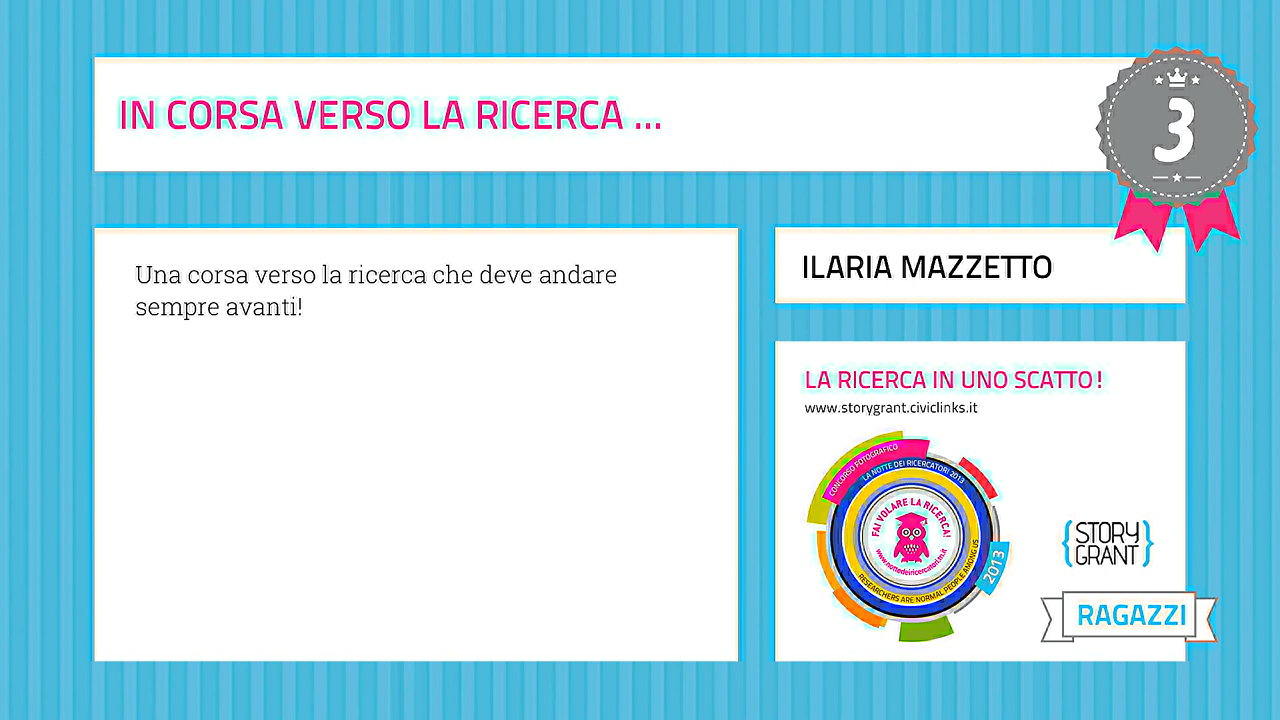 IN CORSA VERSO LA RICERCA ...
3
Una corsa verso la ricerca che deve andare
sempre avanti!
ILARIA MAZZETTO
LA RICERCA IN UNO SCATTO!
www.storygrant.civiclinks.it
CONCORSO FOTOGRAFICO
LA NOTTE DEI RICERCATORI 2013
FAI VOLARE LA RICERCA!
www.nottedeiricercatori.tn.it
RESEARCHERS ARE NORMAL PEOPLE AMONG US
2013
{STORY
GRANT}
RAGAZZI